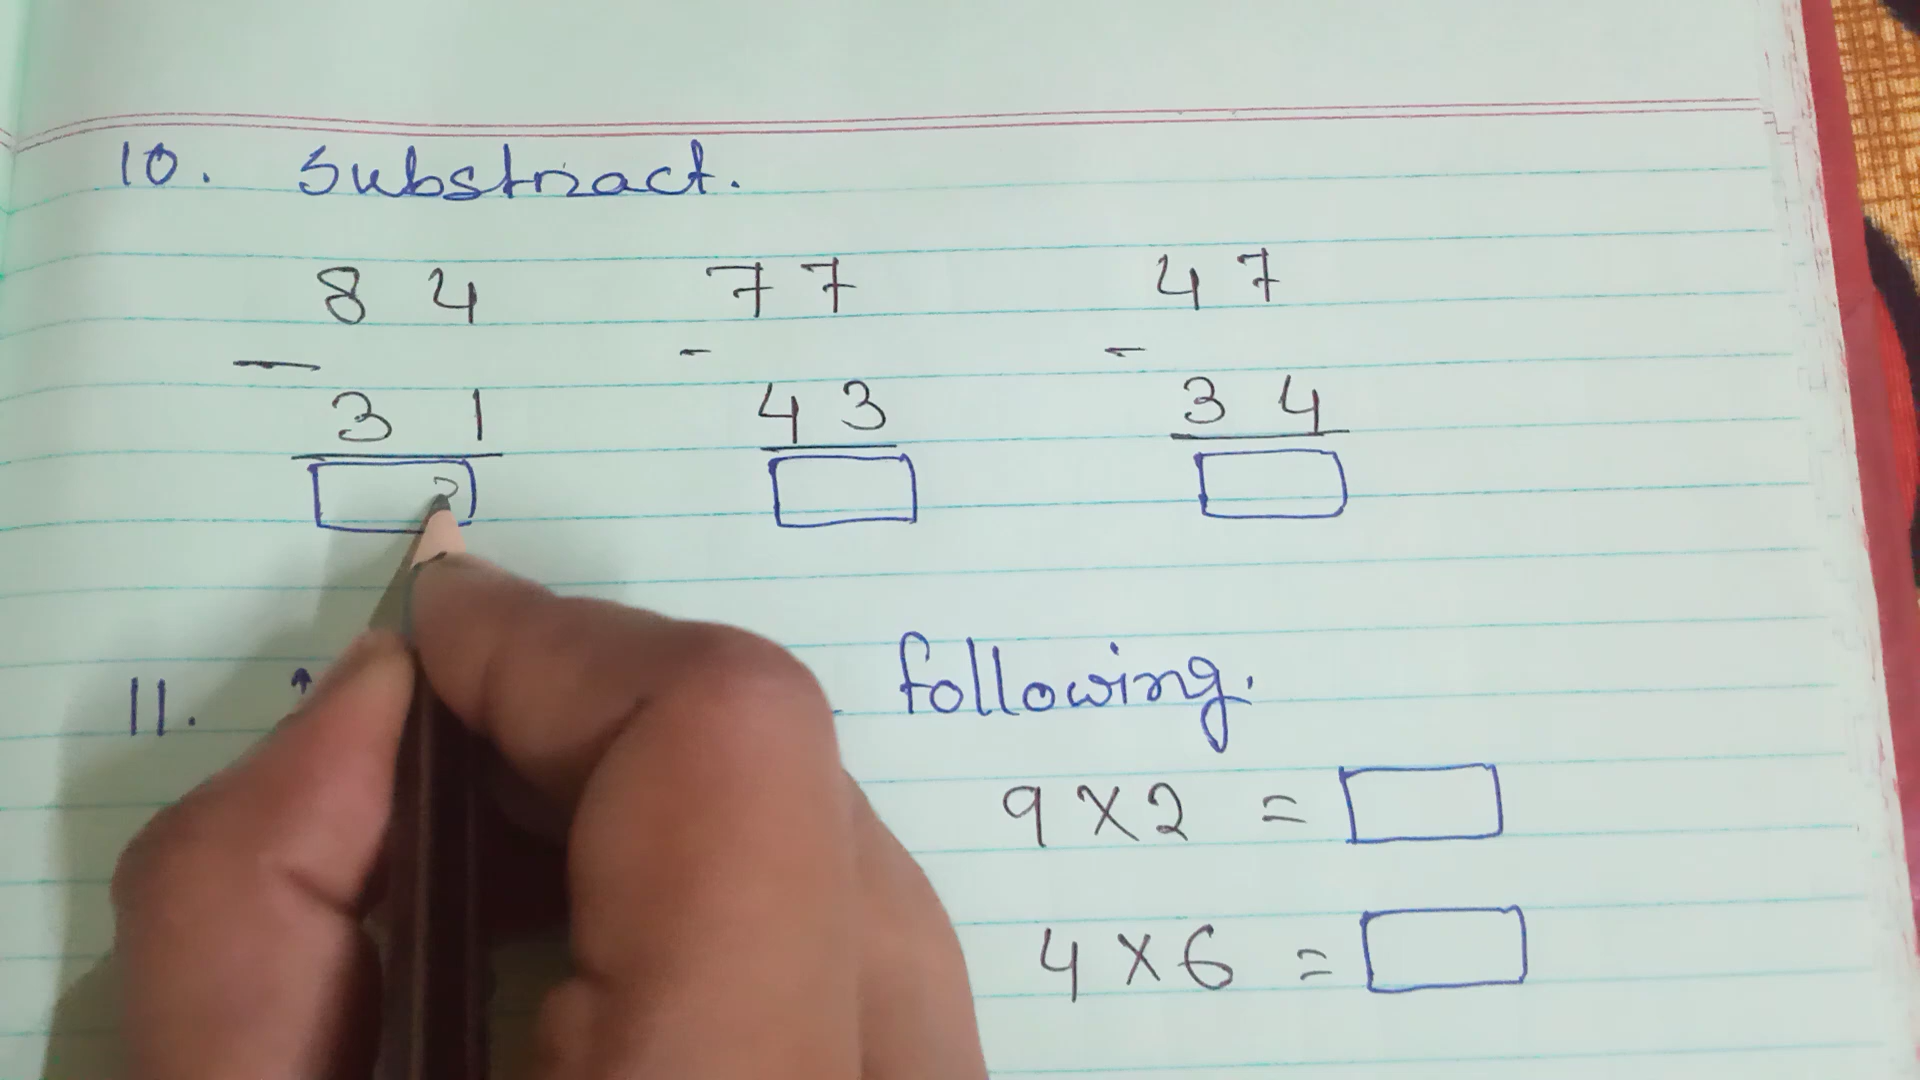 10. Substract.
8 4 7 7 4 7
- - -
3 1 4 3 3 4
11. following.
9 x 2 =
4 x 6 =